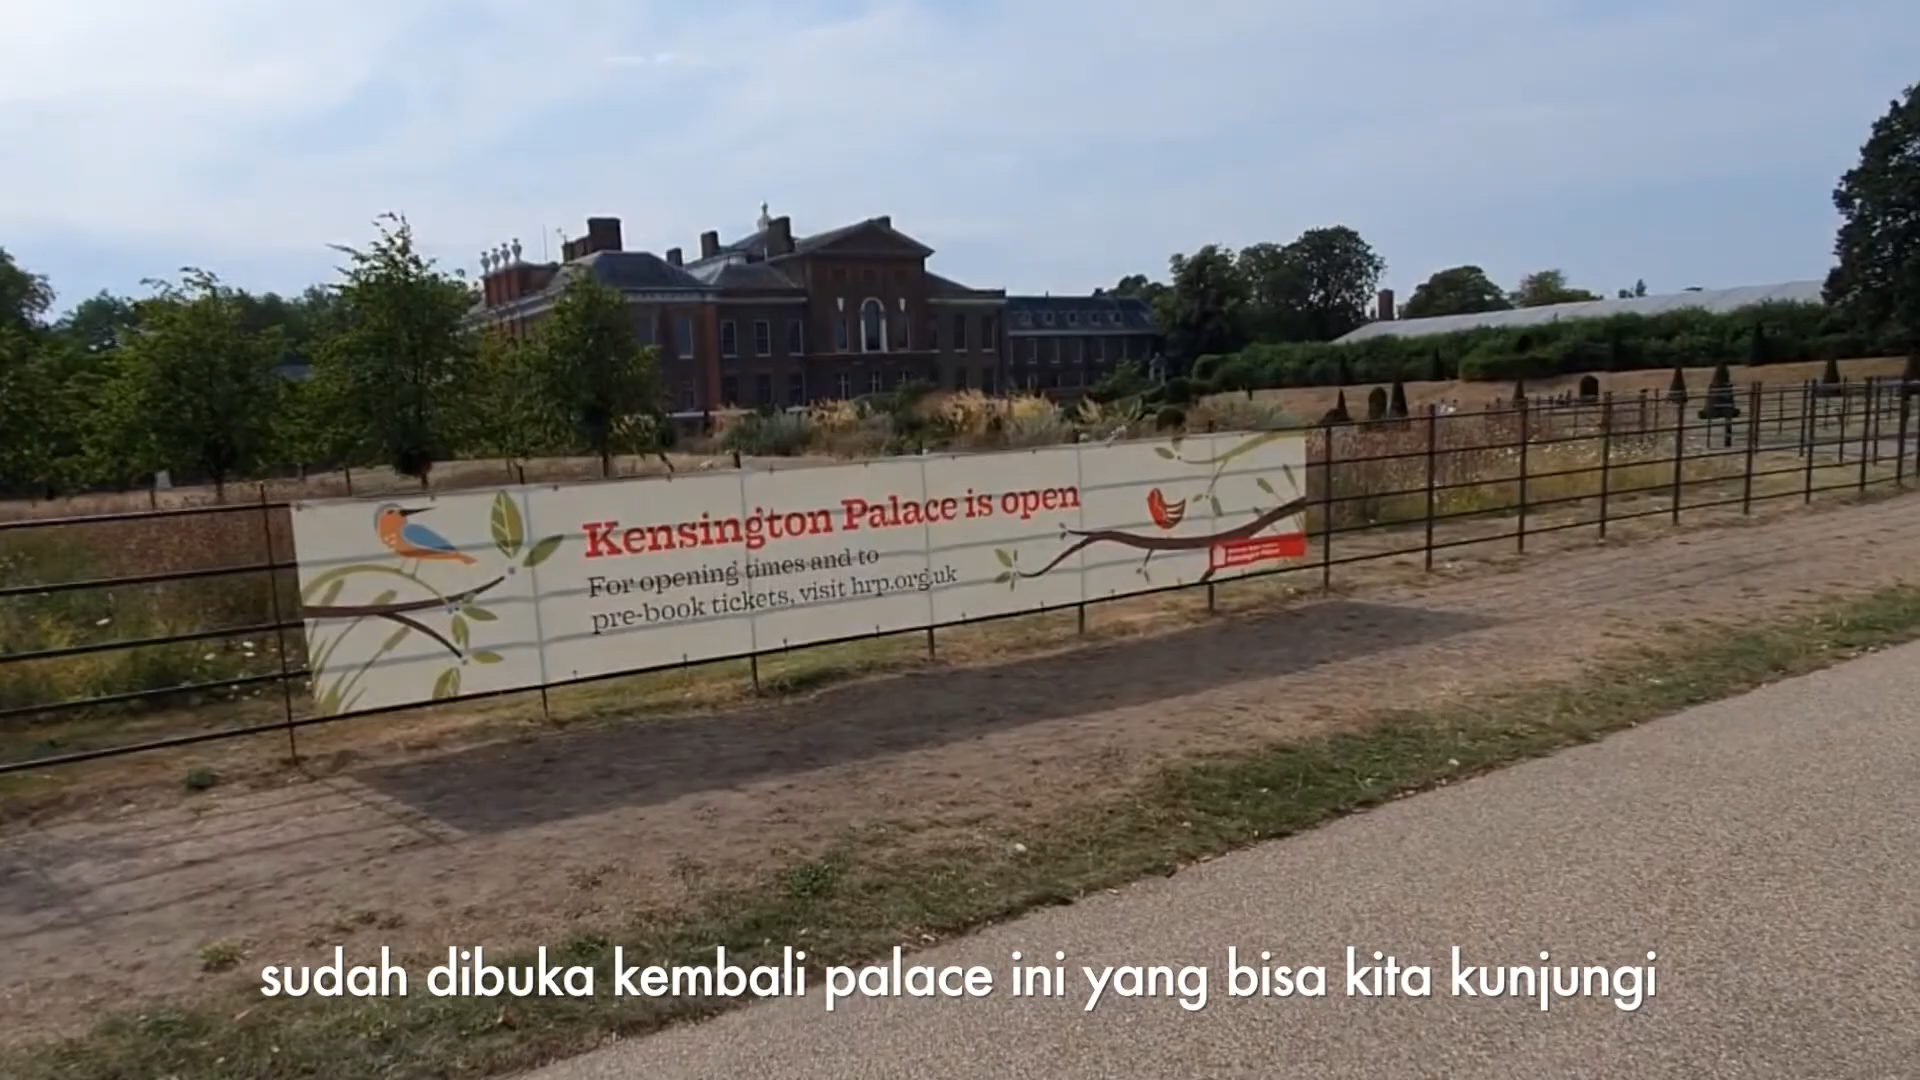 Kensington Palace is open
For opening times and to
pre-book tickets, visit hrp.org.uk
sudah dibuka kembali palace ini yang bisa kita kunjungi